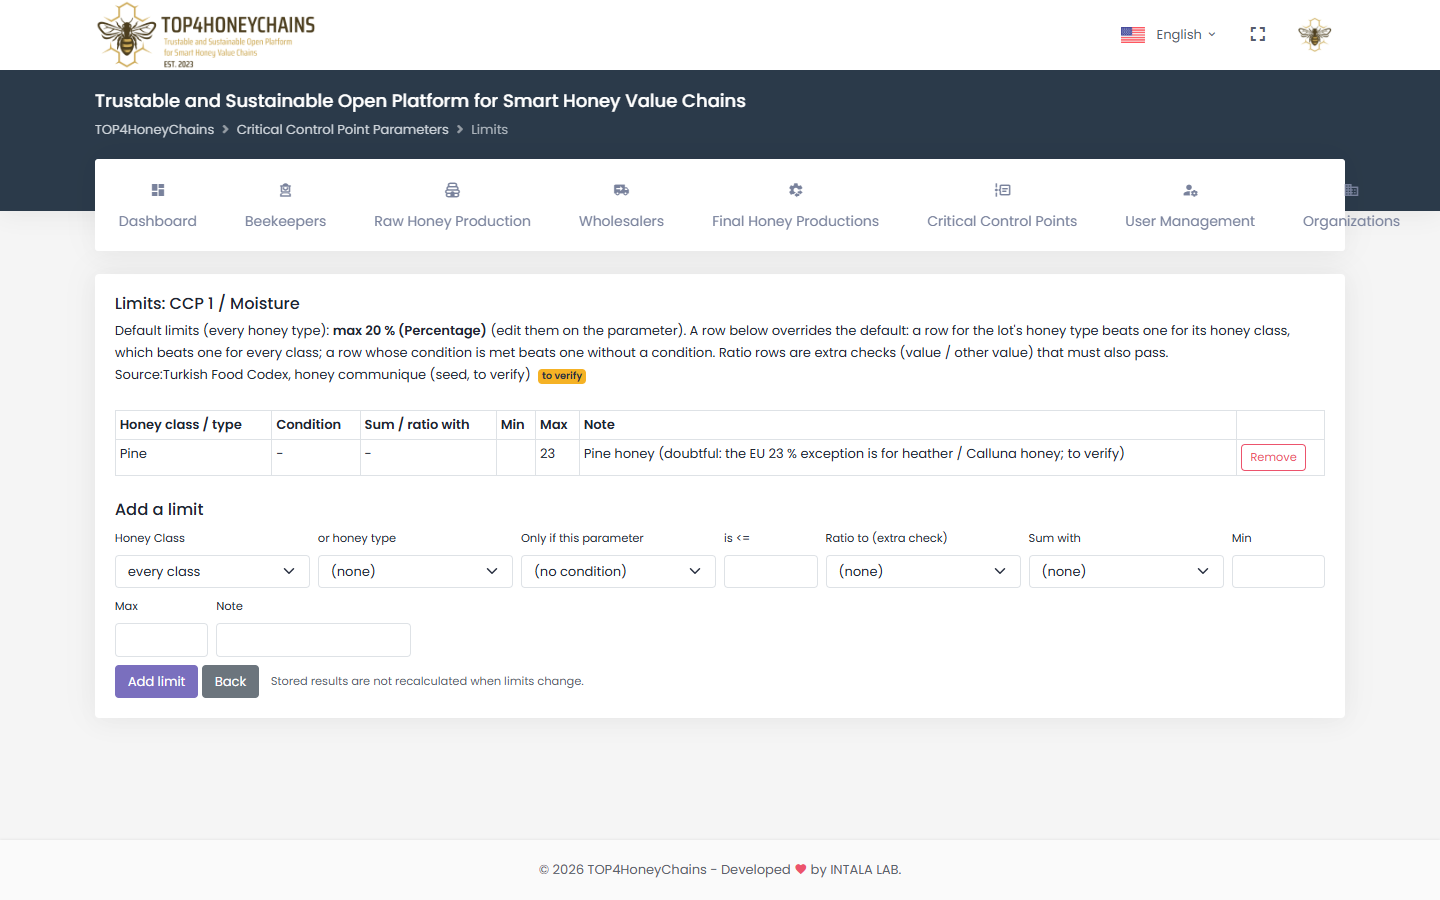 TOP4HONEYCHAINS
Trustable and Sustainable Open Platform
for Smart Honey Value Chains
EST. 2023
English
Trustable and Sustainable Open Platform for Smart Honey Value Chains
TOP4HoneyChains > Critical Control Point Parameters > Limits
Dashboard Beekeepers Raw Honey Production Wholesalers Final Honey Productions Critical Control Points User Management Organizations
Limits: CCP 1 / Moisture
Default limits (every honey type): max 20 % (Percentage) (edit them on the parameter). A row below overrides the default: a row for the lot's honey type beats one for its honey class,
which beats one for every class; a row whose condition is met beats one without a condition. Ratio rows are extra checks (value / other value) that must also pass.
Source:Turkish Food Codex, honey communique (seed, to verify) to verify
Honey class / type Condition Sum / ratio with Min Max Note
Pine - - 23 Pine honey (doubtful: the EU 23 % exception is for heather / Calluna honey; to verify) Remove
Add a limit
Honey Class or honey type Only if this parameter is <= Ratio to (extra check) Sum with Min
every class (none) (no condition) (none) (none)
Max Note
Add limit Back Stored results are not recalculated when limits change.
© 2026 TOP4HoneyChains - Developed ♥ by INTALA LAB.